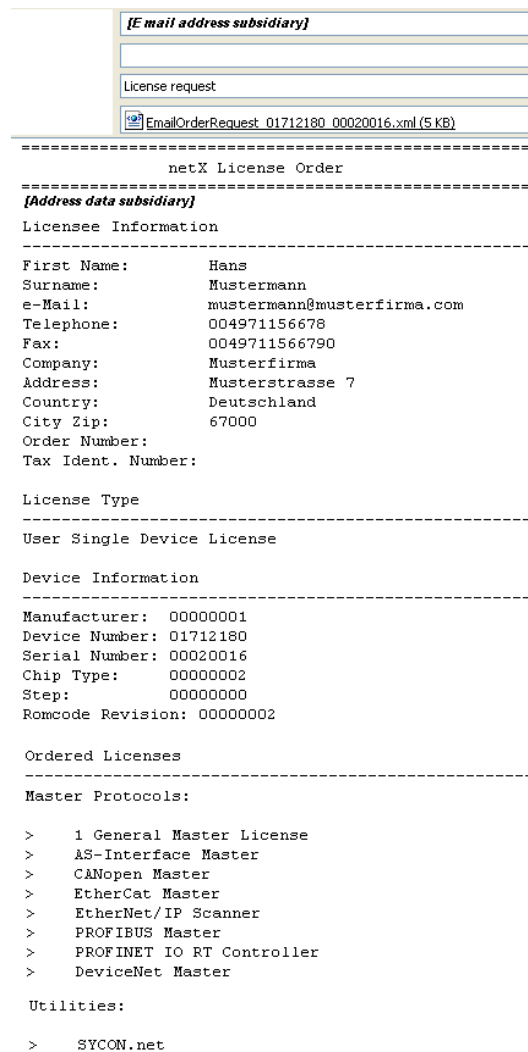 [E mail address subsidiary]
License request
EmailOrderRequest_01712180_00020016.xml (5 KB)
netX License Order
[Address data subsidiary]
Licensee Information
First Name: Hans
Surname: Mustermann
e-Mail: mustermann@musterfirma.com
Telephone: 004971156678
Fax: 0049711566790
Company: Musterfirma
Address: Musterstrasse 7
Country: Deutschland
City Zip: 67000
Order Number:
Tax Ident. Number:
License Type
User Single Device License
Device Information
Manufacturer: 00000001
Device Number: 01712180
Serial Number: 00020016
Chip Type: 00000002
Step: 00000000
Romcode Revision: 00000002
Ordered Licenses
Master Protocols:
> 1 General Master License
> AS-Interface Master
> CANopen Master
> EtherCat Master
> EtherNet/IP Scanner
> PROFIBUS Master
> PROFINET IO RT Controller
> DeviceNet Master
Utilities:
> SYCON.net